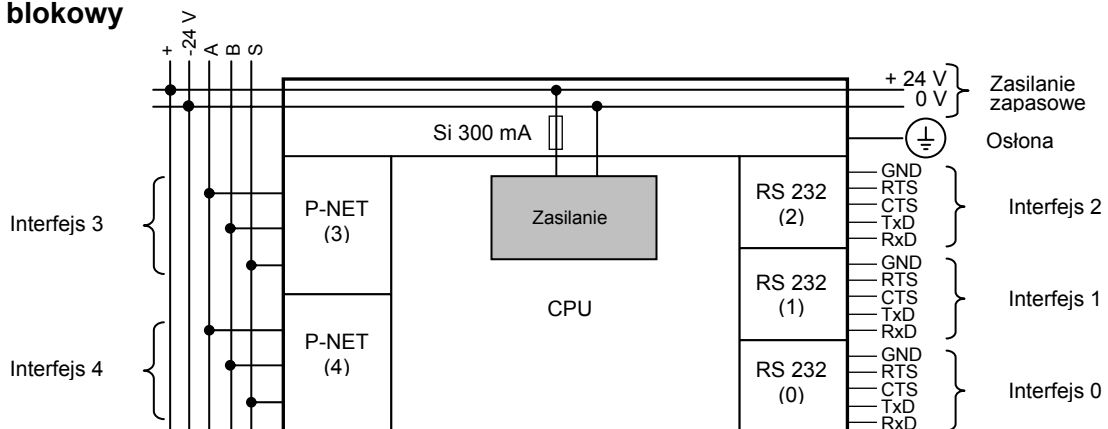 blokowy
+
-24 V
A
B
S
+ 24 V
0 V
Zasilanie
zapasowe
Si 300 mA
Osłona
Interfejs 3
P-NET
(3)
Zasilanie
RS 232
(2)
GND
RTS
CTS
TxD
RxD
Interfejs 2
CPU
RS 232
(1)
GND
RTS
CTS
TxD
RxD
Interfejs 1
Interfejs 4
P-NET
(4)
RS 232
(0)
GND
RTS
CTS
TxD
RxD
Interfejs 0